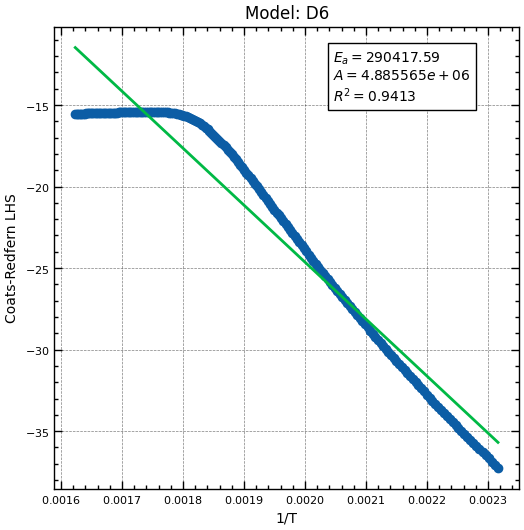 Model: D6
E_a = 290417.59
A = 4.885565e + 06
R² = 0.9413
Coats-Redfern LHS
−15
−20
−25
−30
−35
0.0016 0.0017 0.0018 0.0019 0.0020 0.0021 0.0022 0.0023
1/T